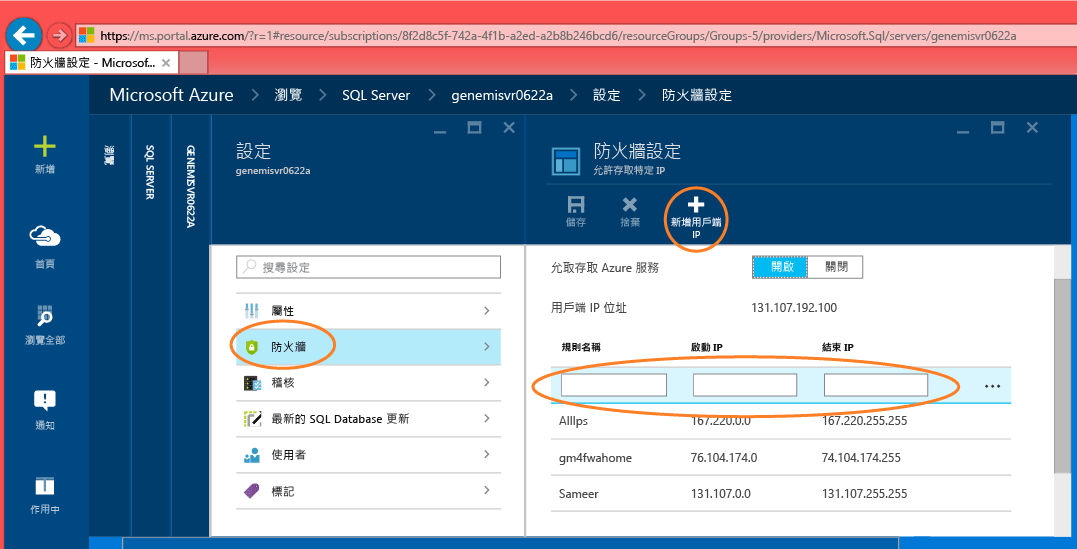 https://ms.portal.azure.com/?r=1#resource/subscriptions/8f2d8c5f-742a-4f1b-a2ed-a2b8b246bcd6/resourceGroups/Groups-5/providers/Microsoft.Sql/servers/genemisvr0622a
防火牆設定 - Microsof...
Microsoft Azure > 瀏覽 > SQL Server > genemisvr0622a > 設定 > 防火牆設定
新增
首頁
瀏覽全部
通知
作用中
瀏覽
SQL SERVER
GENEMISVR0622A
設定
genemisvr0622a
搜尋設定
屬性
防火牆
稽核
最新的 SQL Database 更新
使用者
標記
防火牆設定
允許存取特定 IP
儲存
捨棄
新增用戶端
IP
允取存取 Azure 服務 開啟 關閉
用戶端 IP 位址 131.107.192.100
規則名稱 啟動 IP 結束 IP
...
AllIps 167.220.0.0 167.220.255.255
gm4fwahome 76.104.174.0 74.104.174.255
Sameer 131.107.0.0 131.107.255.255